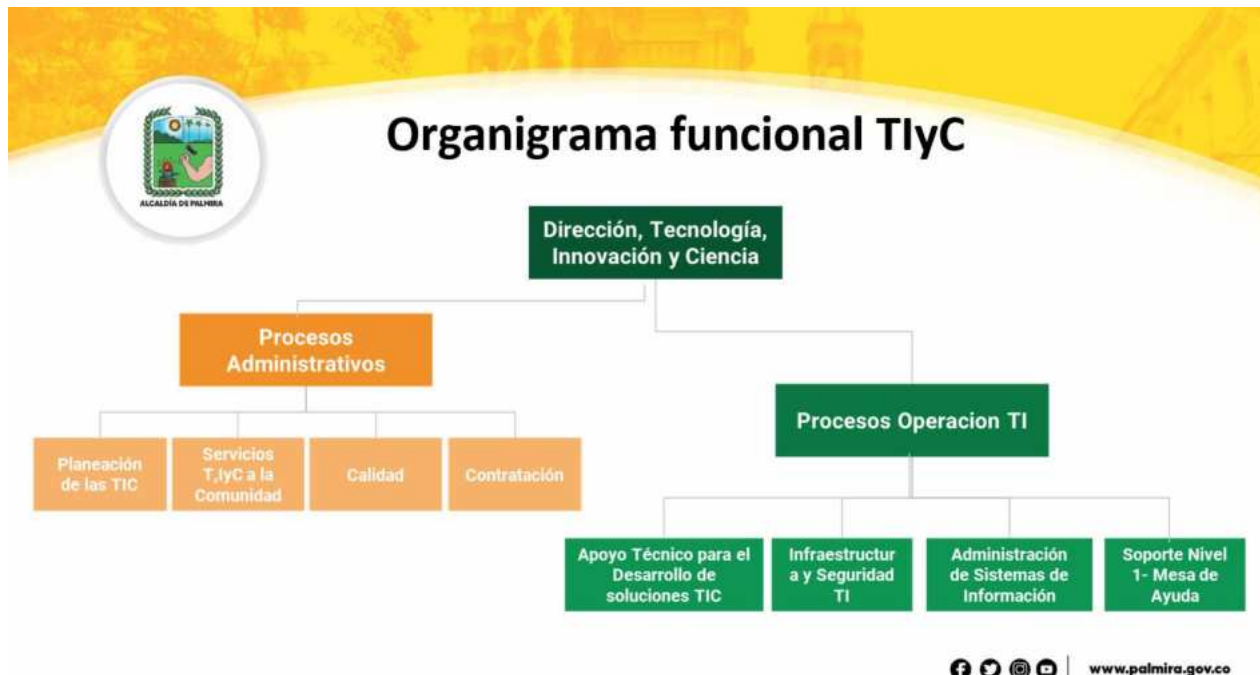 Organigrama funcional TIyC
ALCALDÍA DE PALMIRA
Dirección, Tecnología,
Innovación y Ciencia
Procesos
Administrativos
Planeación
de las TIC
Servicios
T,IyC a la
Comunidad
Calidad
Contratación
Procesos Operacion TI
Apoyo Técnico para el
Desarrollo de
soluciones TIC
Infraestructur
a y Seguridad
TI
Administración
de Sistemas de
Información
Soporte Nivel
1- Mesa de
Ayuda
www.palmira.gov.co